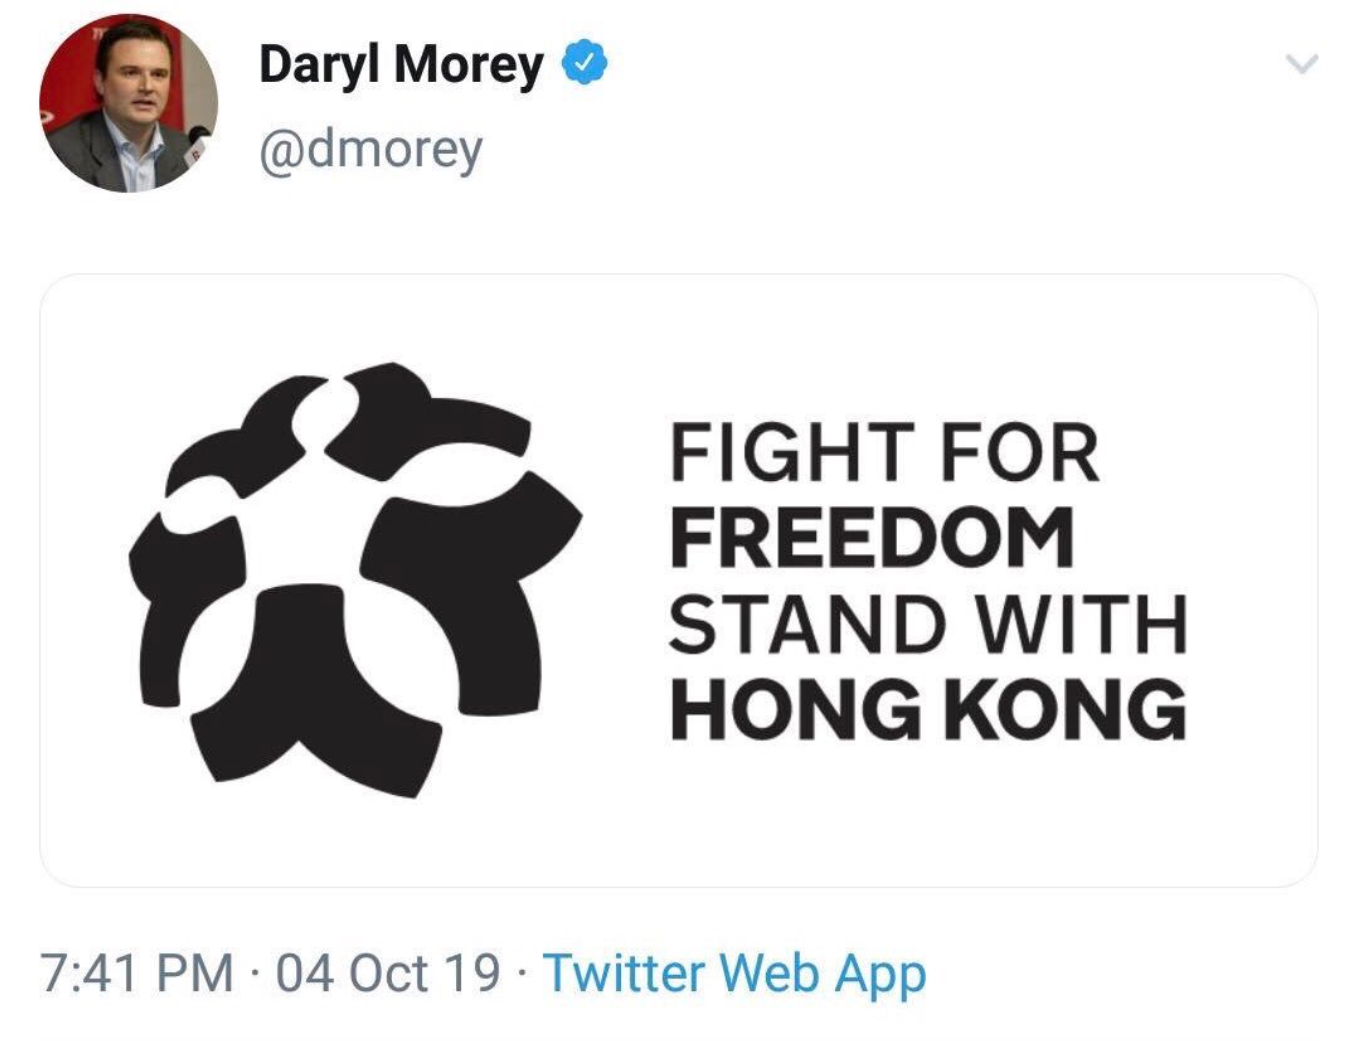 Daryl Morey
@dmorey
FIGHT FOR
FREEDOM
STAND WITH
HONG KONG
7:41 PM · 04 Oct 19 · Twitter Web App